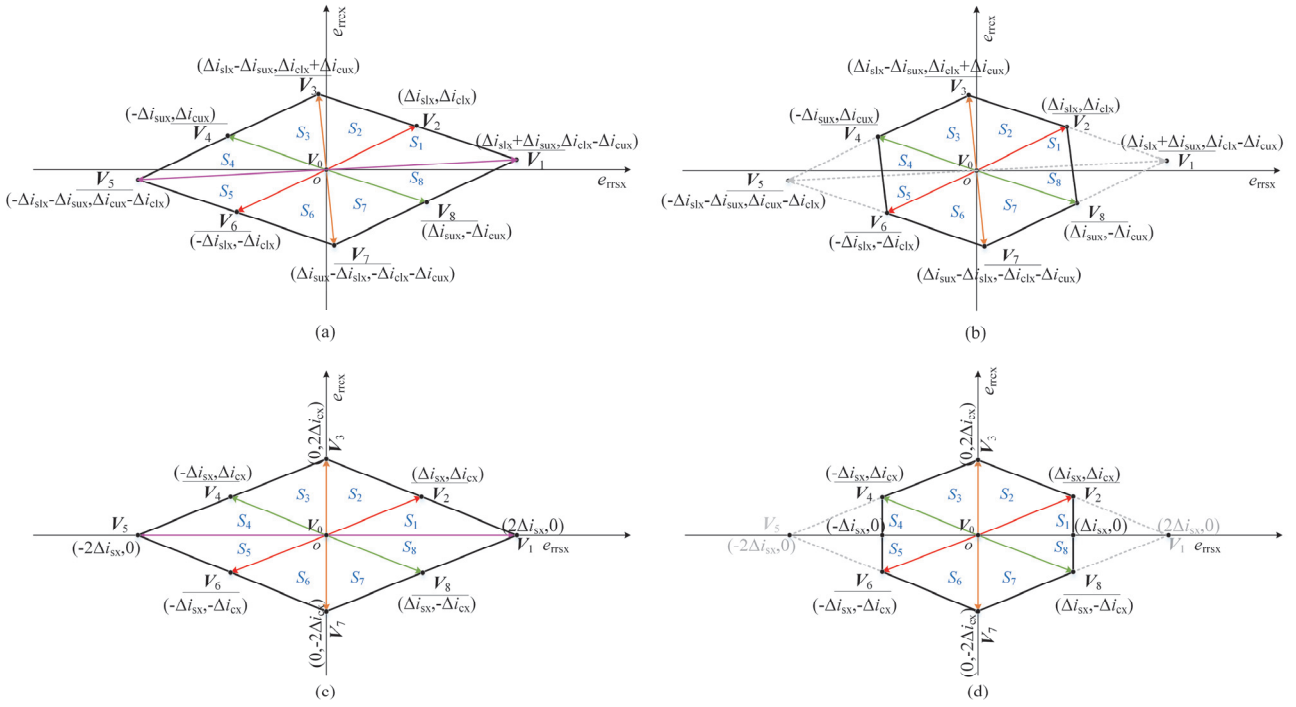 e_rrcx
(Δi_slx-Δi_sux,Δi_clx+Δi_cux)
V_3
(-Δi_sux,Δi_cux)
V_4
(Δi_slx,Δi_clx)
V_2
S_3
S_2
S_1
(Δi_slx+Δi_sux,Δi_clx-Δi_cux)
V_1
S_4
V_0
o
e_rrsx
V_5
(-Δi_slx-Δi_sux,Δi_cux-Δi_clx)
S_5
S_8
V_6
(-Δi_slx,-Δi_clx)
S_6
S_7
V_8
(Δi_sux,-Δi_cux)
V_7
(Δi_sux-Δi_slx,-Δi_clx-Δi_cux)
(a)
e_rrcx
(Δi_slx-Δi_sux,Δi_clx+Δi_cux)
V_3
(-Δi_sux,Δi_cux)
V_4
(Δi_slx,Δi_clx)
V_2
S_3
S_2
S_1
(Δi_slx+Δi_sux,Δi_clx-Δi_cux)
V_1
S_4
V_0
o
e_rrsx
V_5
(-Δi_slx-Δi_sux,Δi_cux-Δi_clx)
S_5
S_8
V_6
(-Δi_slx,-Δi_clx)
S_6
S_7
V_8
(Δi_sux,-Δi_cux)
V_7
(Δi_sux-Δi_slx,-Δi_clx-Δi_cux)
(b)
e_rrcx
(0,2Δi_cx)
V_3
(-Δi_sx,Δi_cx)
V_4
(Δi_sx,Δi_cx)
V_2
S_3
S_2
S_4
S_1
V_5
(-2Δi_sx,0)
V_0
o
(2Δi_sx,0)
V_1
e_rrsx
S_5
S_8
S_6
S_7
V_6
(-Δi_sx,-Δi_cx)
V_8
(Δi_sx,-Δi_cx)
(0,-2Δi_cx)
V_7
(c)
e_rrcx
(0,2Δi_cx)
V_3
(-Δi_sx,Δi_cx)
V_4
(Δi_sx,Δi_cx)
V_2
S_3
S_2
S_4
S_1
V_5
(-2Δi_sx,0)
(-Δi_sx,0)
V_0
o
(Δi_sx,0)
(2Δi_sx,0)
V_1
e_rrsx
S_5
S_8
S_6
S_7
V_6
(-Δi_sx,-Δi_cx)
V_8
(Δi_sx,-Δi_cx)
(0,-2Δi_cx)
V_7
(d)